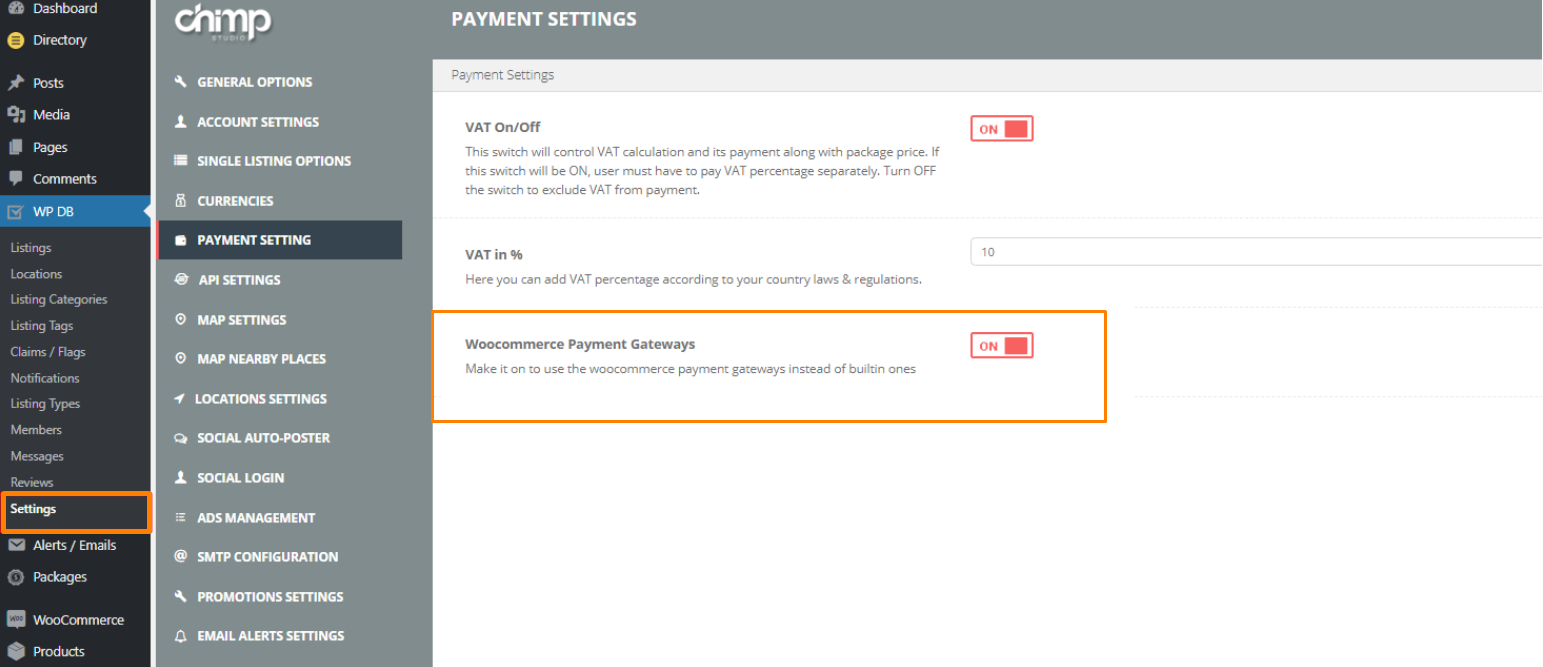 Dashboard
Directory
Posts
Media
Pages
Comments
WP DB
Listings
Locations
Listing Categories
Listing Tags
Claims / Flags
Notifications
Listing Types
Members
Messages
Reviews
Settings
Alerts / Emails
Packages
WooCommerce
Products
chimp
STUDIO
GENERAL OPTIONS
ACCOUNT SETTINGS
SINGLE LISTING OPTIONS
CURRENCIES
PAYMENT SETTING
API SETTINGS
MAP SETTINGS
MAP NEARBY PLACES
LOCATIONS SETTINGS
SOCIAL AUTO-POSTER
SOCIAL LOGIN
ADS MANAGEMENT
SMTP CONFIGURATION
PROMOTIONS SETTINGS
EMAIL ALERTS SETTINGS
PAYMENT SETTINGS
Payment Settings
VAT On/Off
ON
This switch will control VAT calculation and its payment along with package price. If
this switch will be ON, user must have to pay VAT percentage separately. Turn OFF
the switch to exclude VAT from payment.
VAT in %
10
Here you can add VAT percentage according to your country laws & regulations.
Woocommerce Payment Gateways
ON
Make it on to use the woocommerce payment gateways instead of builtin ones